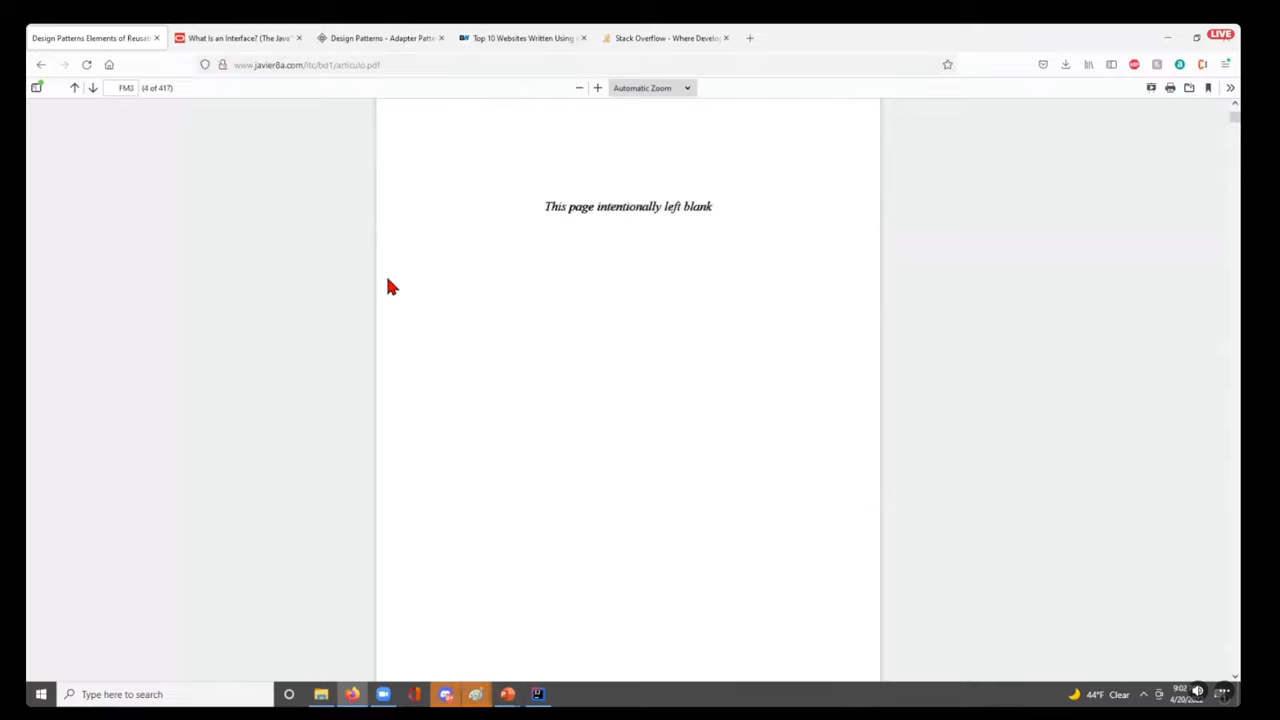 Design Patterns Elements of Reusab
What Is an Interface? (The Java
Design Patterns - Adapter Patte
Top 10 Websites Written Using
Stack Overflow - Where Develo
LIVE
www.javier8a.com/itc/bd1/articulo.pdf
FM3 (4 of 417)
Automatic Zoom
This page intentionally left blank
Type here to search
44°F Clear
9:02